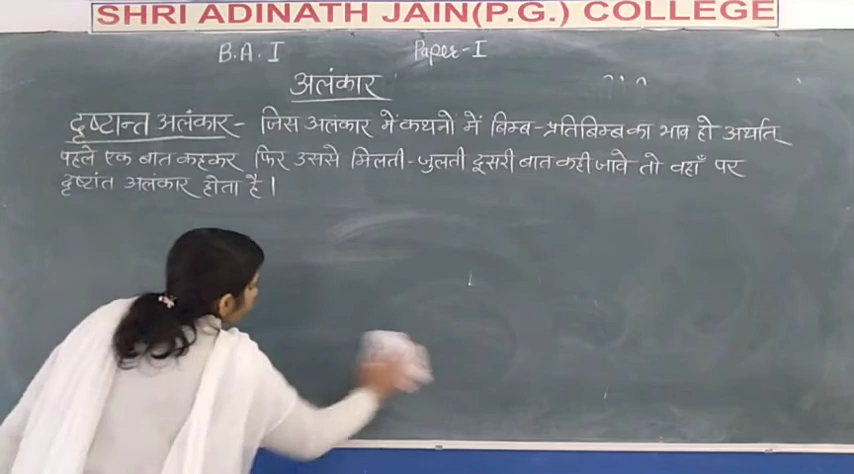 SHRI ADINATH JAIN(P.G.) COLLEGE
B.A. I Paper-I
अलंकार
दृष्टान्त अलंकार - जिस अलंकार में कथनो में बिम्ब - प्रतिबिम्ब का भाव हो अर्थात्
पहले एक बात कहकर फिर उससे मिलती - जुलती दूसरी बात कही जावे तो वहाँ पर
दृष्टांत अलंकार होता है।